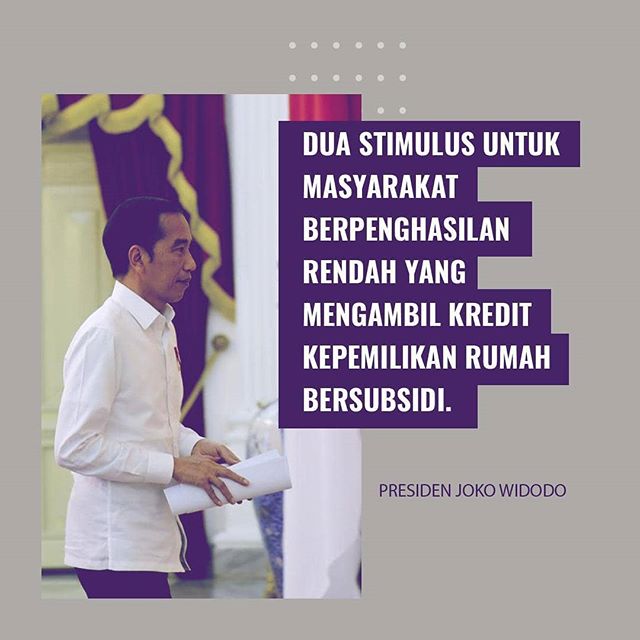 DUA STIMULUS UNTUK
MASYARAKAT
BERPENGHASILAN
RENDAH YANG
MENGAMBIL KREDIT
KEPEMILIKAN RUMAH
BERSUBSIDI.
PRESIDEN JOKO WIDODO